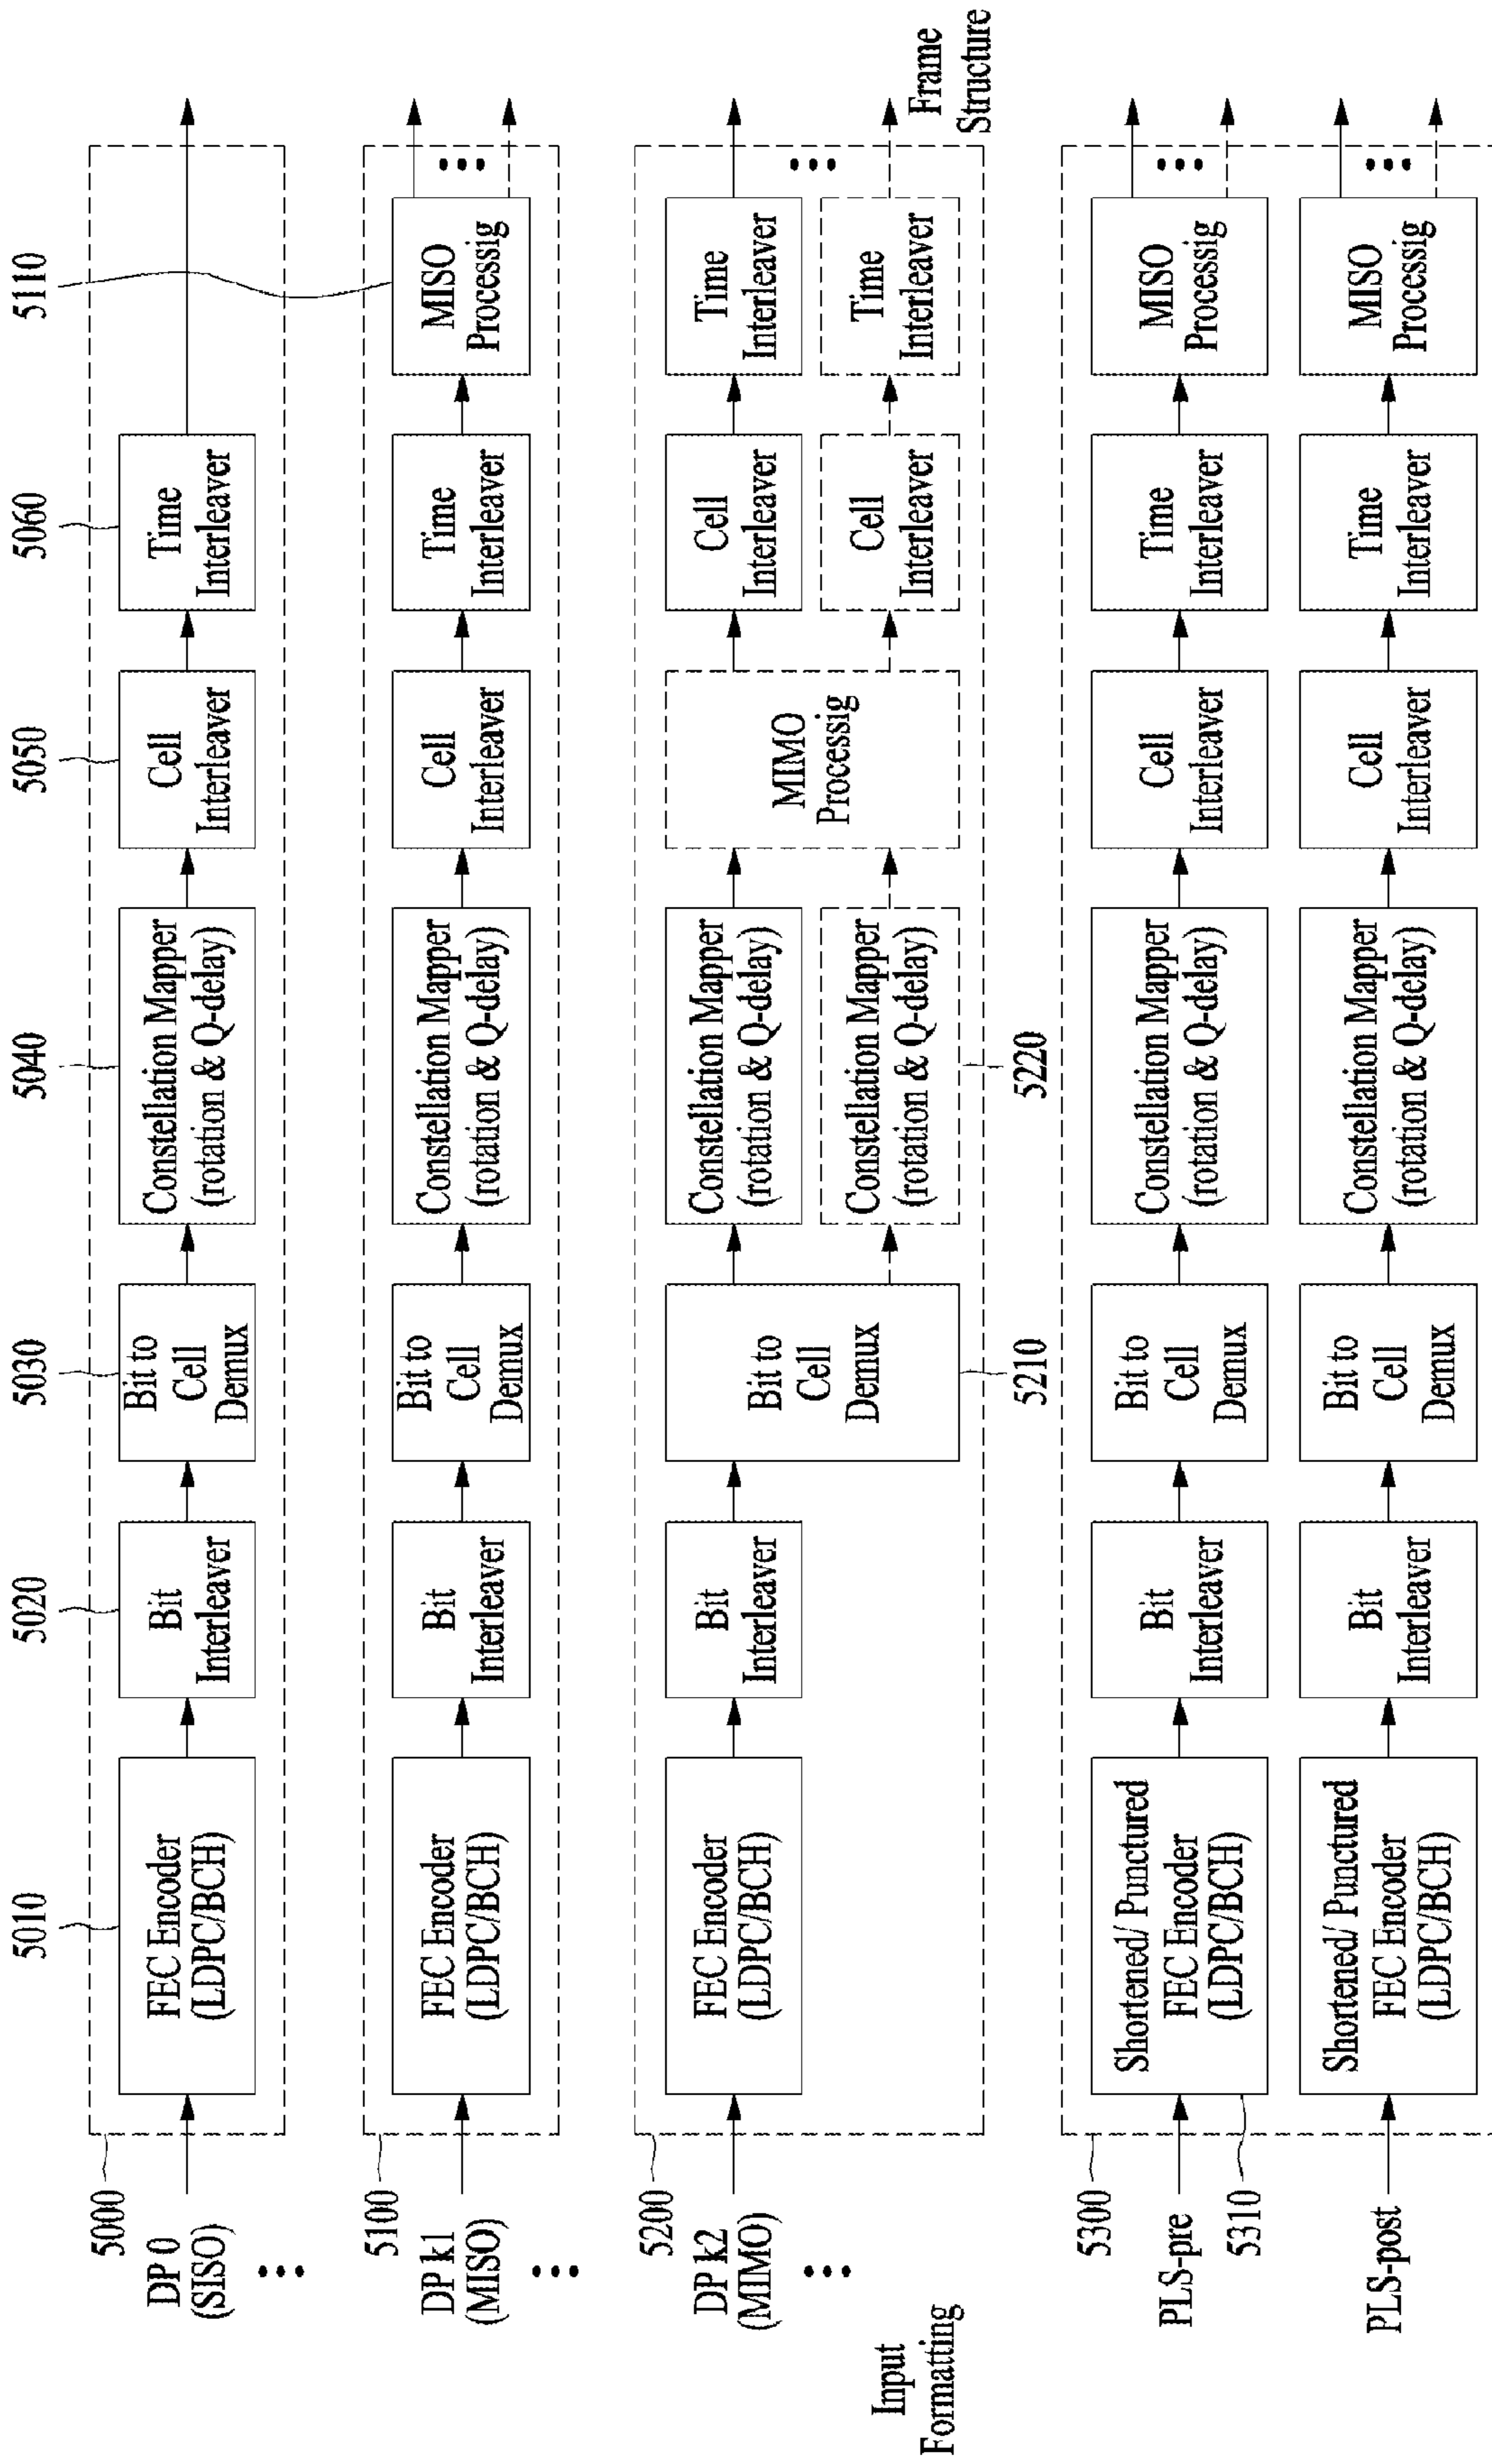 5010
5020
5030
5040
5050
5060
5110
5000
DP 0
(SISO)
FEC Encoder
(LDPC/BCH)
Bit
Interleaver
Bit to
Cell
Demux
Constellation Mapper
(rotation & Q-delay)
Cell
Interleaver
Time
Interleaver
5100
DP k1
(MISO)
FEC Encoder
(LDPC/BCH)
Bit
Interleaver
Bit to
Cell
Demux
Constellation Mapper
(rotation & Q-delay)
Cell
Interleaver
Time
Interleaver
MISO
Processig
5200
DP k2
(MIMO)
FEC Encoder
(LDPC/BCH)
Bit
Interleaver
Bit to
Cell
Demux
Constellation Mapper
(rotation & Q-delay)
Constellation Mapper
(rotation & Q-delay)
MIMO
Processig
Cell
Interleaver
Cell
Interleaver
Time
Interleaver
Time
Interleaver
5210
5220
Input
Formatting
Frame
Structure
5300
PLS-pre
5310
Shortened/ Punctured
FEC Encoder
(LDPC/BCH)
Bit
Interleaver
Bit to
Cell
Demux
Constellation Mapper
(rotation & Q-delay)
Cell
Interleaver
Time
Interleaver
MISO
Processig
PLS-post
Shortened/ Punctured
FEC Encoder
(LDPC/BCH)
Bit
Interleaver
Bit to
Cell
Demux
Constellation Mapper
(rotation & Q-delay)
Cell
Interleaver
Time
Interleaver
MISO
Processig